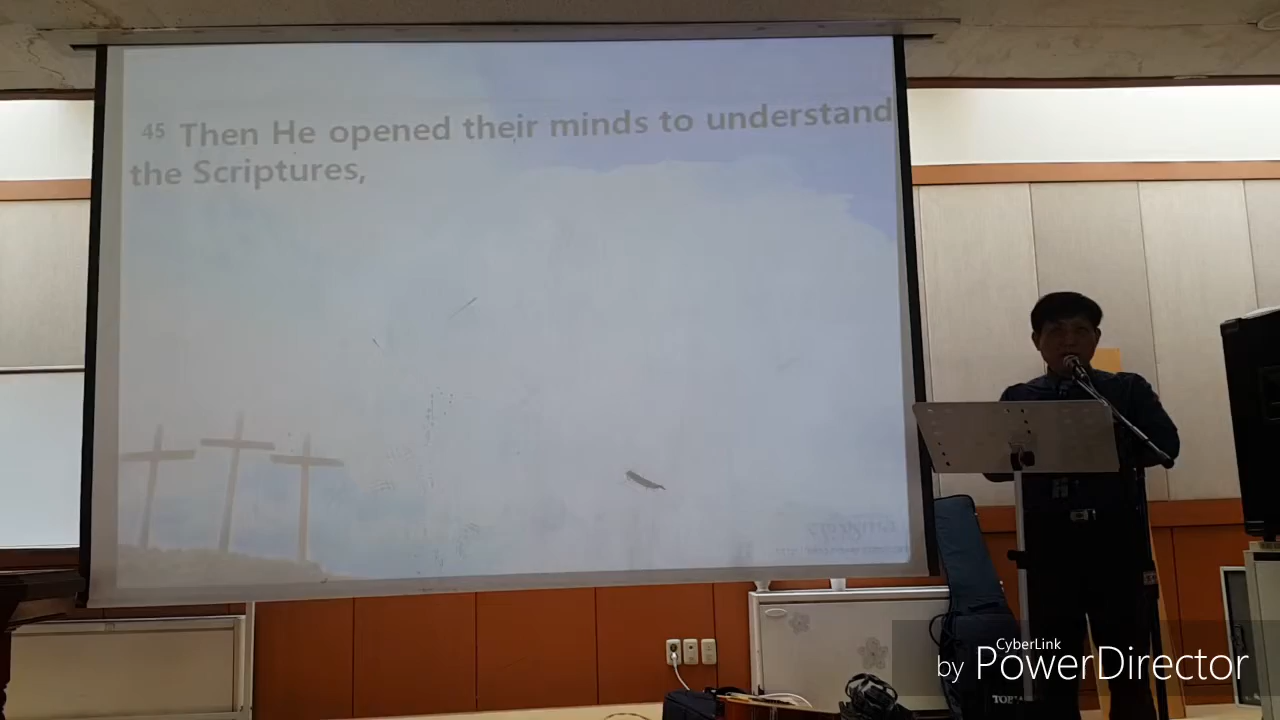 45 Then He opened their minds to understand
the Scriptures,
CyberLink
by PowerDirector